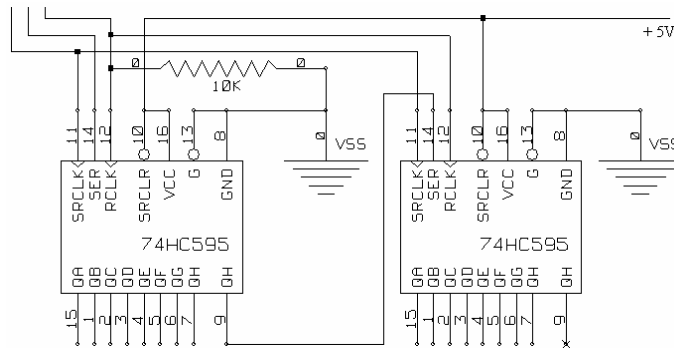 +5V
0 0
10K
11 14 12 10 16 13 8 0 VSS 11 14 12 10 16 13 8 0 VSS
SRCLK SER RCLK SRCLR VCC G GND SRCLK SER RCLK SRCLR VCC G GND
74HC595 74HC595
QA QB QC QD QE QF QG QH QH QA QB QC QD QE QF QG QH QH
15 1 2 3 4 5 6 7 9 15 1 2 3 4 5 6 7 9